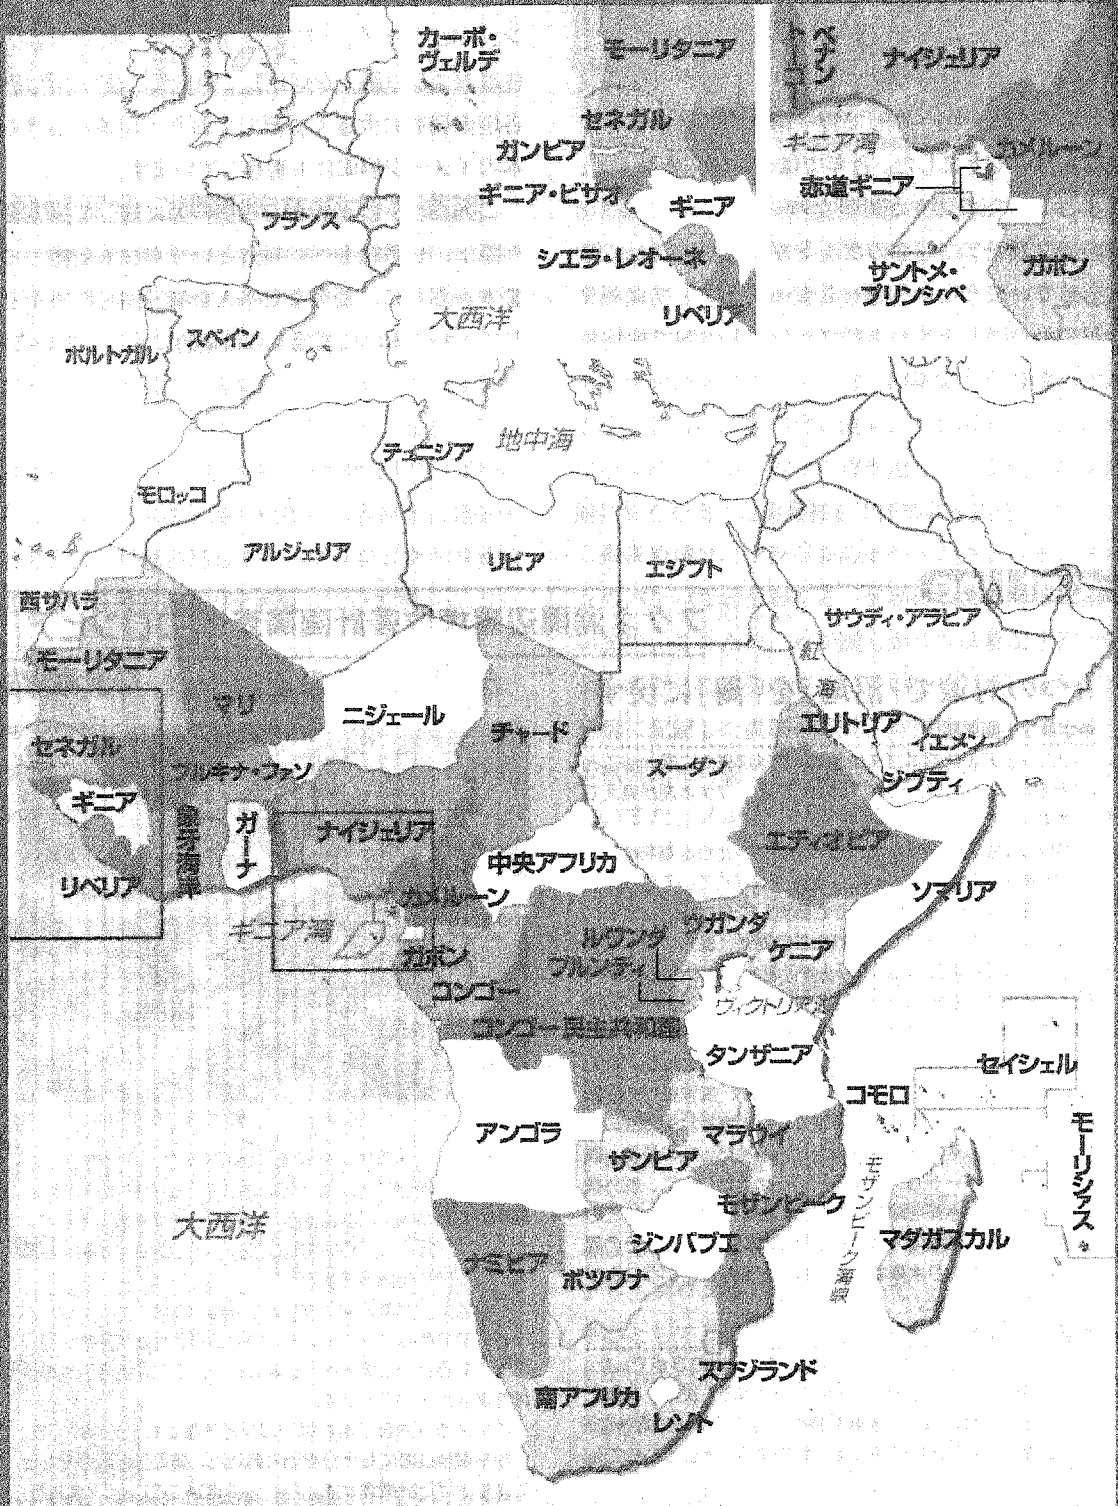 カーボ・
ヴェルデ
モーリタニア
セネガル
ガンビア
ギニア・ビサオ
ギニア
シエラ・レオーネ
リベリア
大西洋
トーゴー
ベナン
ナイジェリア
ギニア湾
カメルーン
赤道ギニア
サントメ・
プリンシペ
ガボン
フランス
スペイン
ポルトガル
地中海
テュニジア
モロッコ
アルジェリア
リビア
エジプト
西サハラ
サウディ・アラビア
紅
海
モーリタニア
マリ
ニジェール
チャード
スーダン
エリトリア
イエメン
ジブティ
セネガル
ブルキナ・ファソ
ギニア
象牙海岸
ガーナ
ナイジェリア
中央アフリカ
エティオピア
リベリア
カメルーン
ソマリア
ギニア湾
ガボン
ルワンダ
ブルンディ
ウガンダ
ケニア
コンゴー
ヴィクトリア湖
コンゴー民主共和国
タンザニア
セイシェル
コモロ
アンゴラ
マラウイ
ザンビア
モザンビーク
モザンビーク海峡
モーリシァス
大西洋
ジンバブエ
マダガスカル
ナミビア
ボツワナ
スワジランド
南アフリカ
レソト